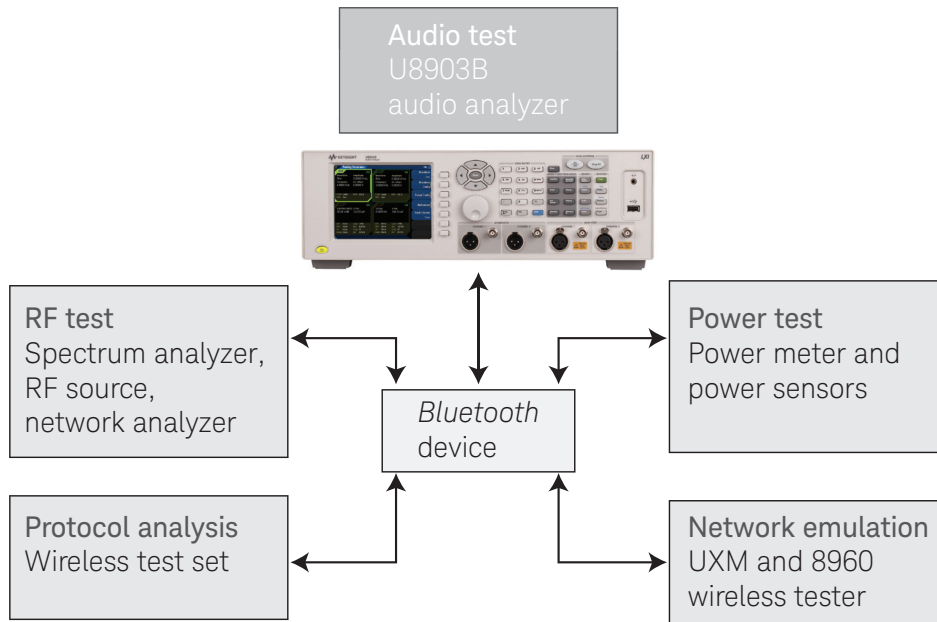 Audio test
U8903B
audio analyzer
KEYSIGHT
RF test
Spectrum analyzer,
RF source,
network analyzer
Power test
Power meter and
power sensors
Bluetooth
device
Protocol analysis
Wireless test set
Network emulation
UXM and 8960
wireless tester